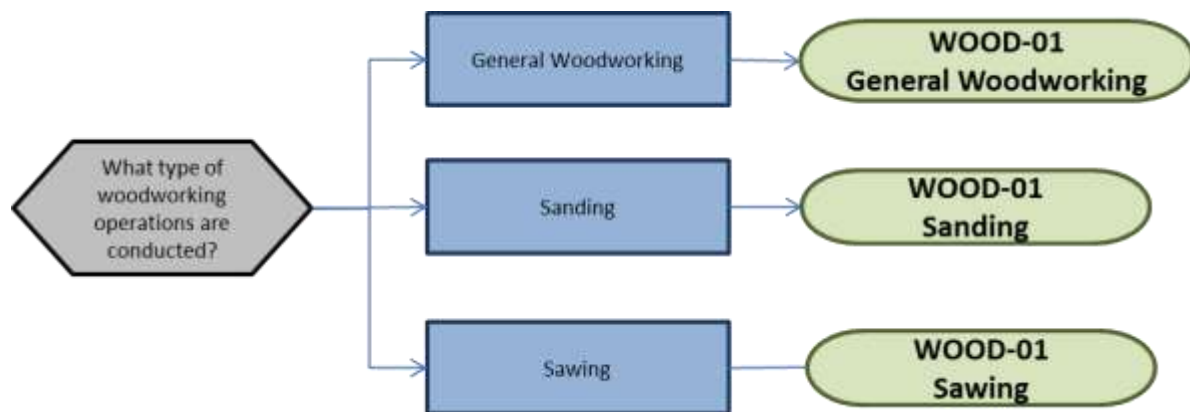 What type of
woodworking
operations are
conducted?
General Woodworking
WOOD-01
General Woodworking
Sanding
WOOD-01
Sanding
Sawing
WOOD-01
Sawing